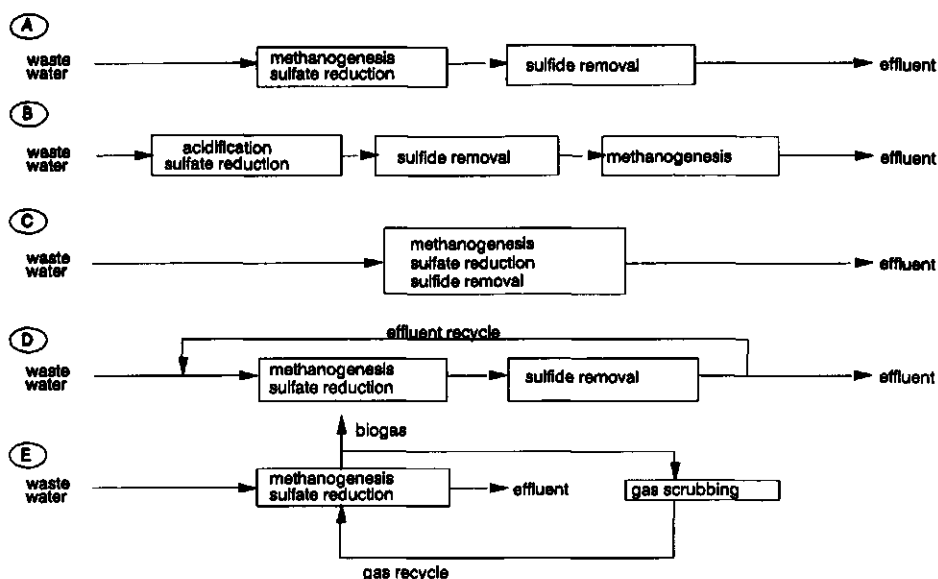 A
waste
water
methanogenesis
sulfate reduction
sulfide removal
effluent
B
waste
water
acidification
sulfate reduction
sulfide removal
methanogenesis
effluent
C
waste
water
methanogenesis
sulfate reduction
sulfide removal
effluent
D
effluent recycle
waste
water
methanogenesis
sulfate reduction
sulfide removal
effluent
biogas
E
waste
water
methanogenesis
sulfate reduction
effluent
gas scrubbing
gas recycle